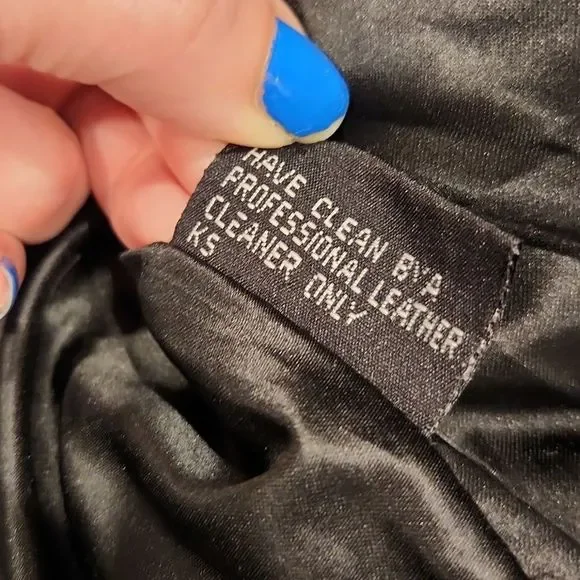 HAVE CLEAN BY A
PROFESSIONAL LEATHER
CLEANER ONLY
KS